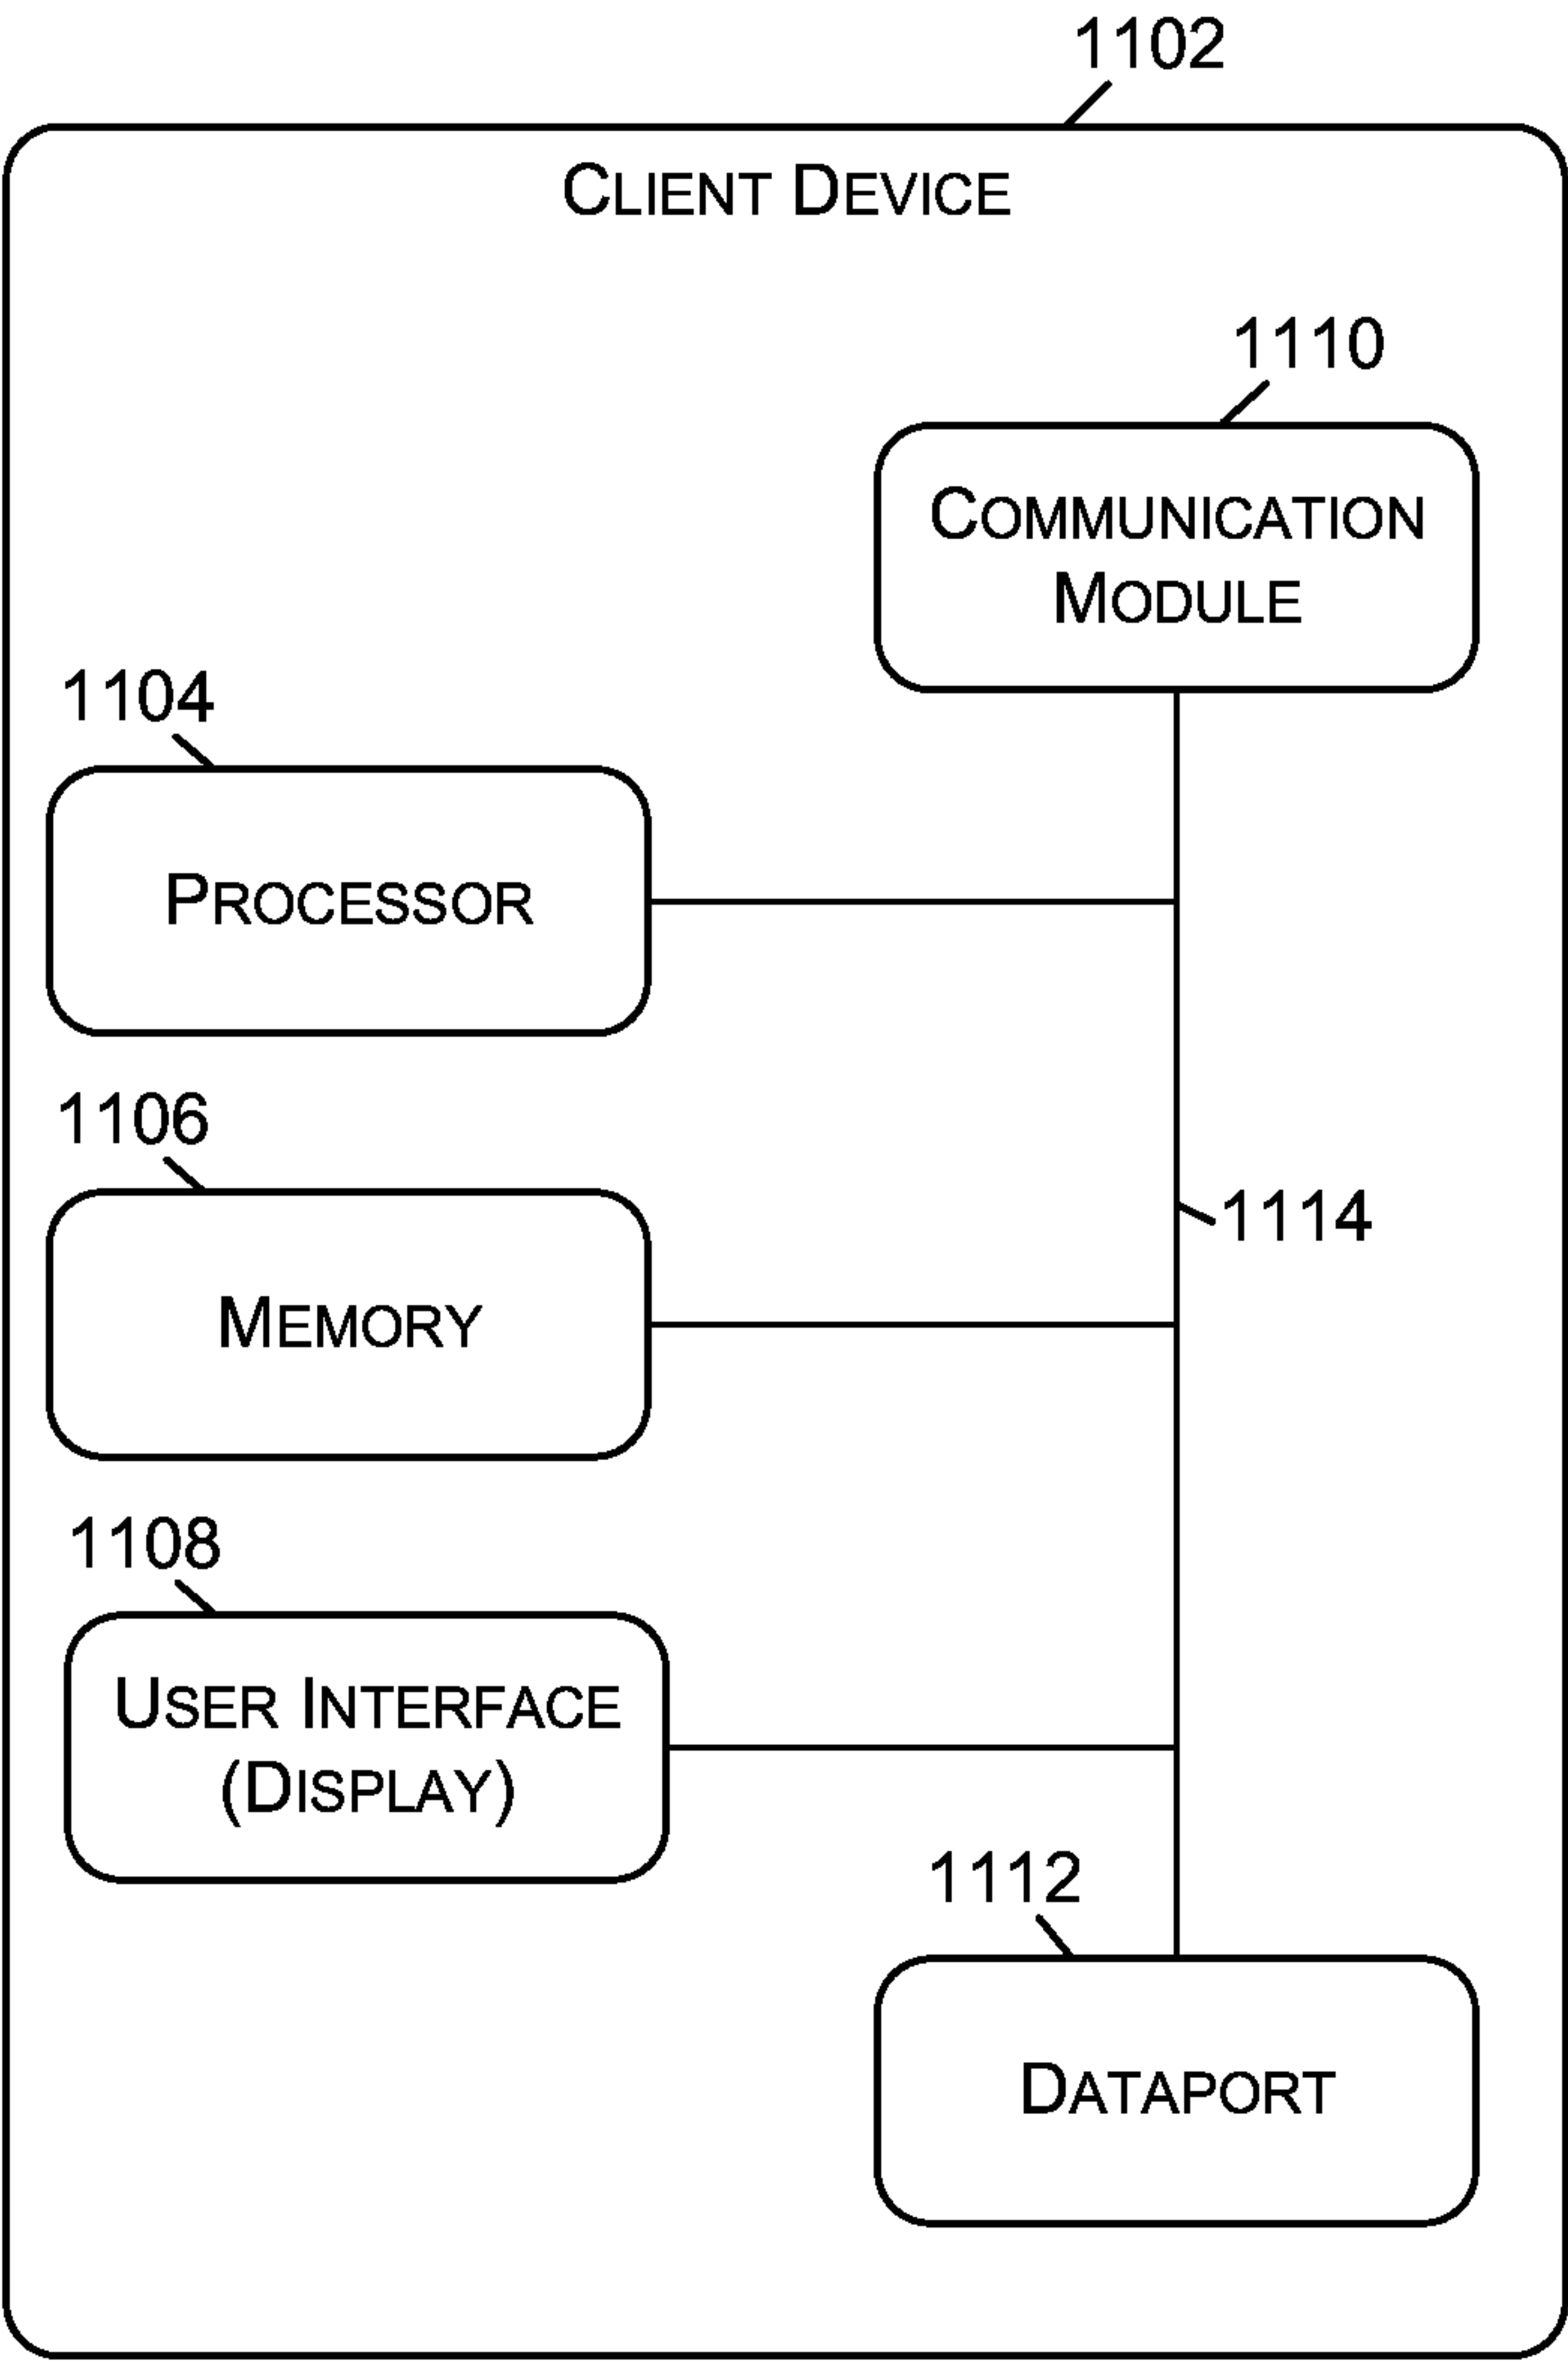 1102
CLIENT DEVICE
1110
COMMUNICATION
MODULE
1104
PROCESSOR
1106
1114
MEMORY
1108
USER INTERFACE
(DISPLAY)
1112
DATAPORT